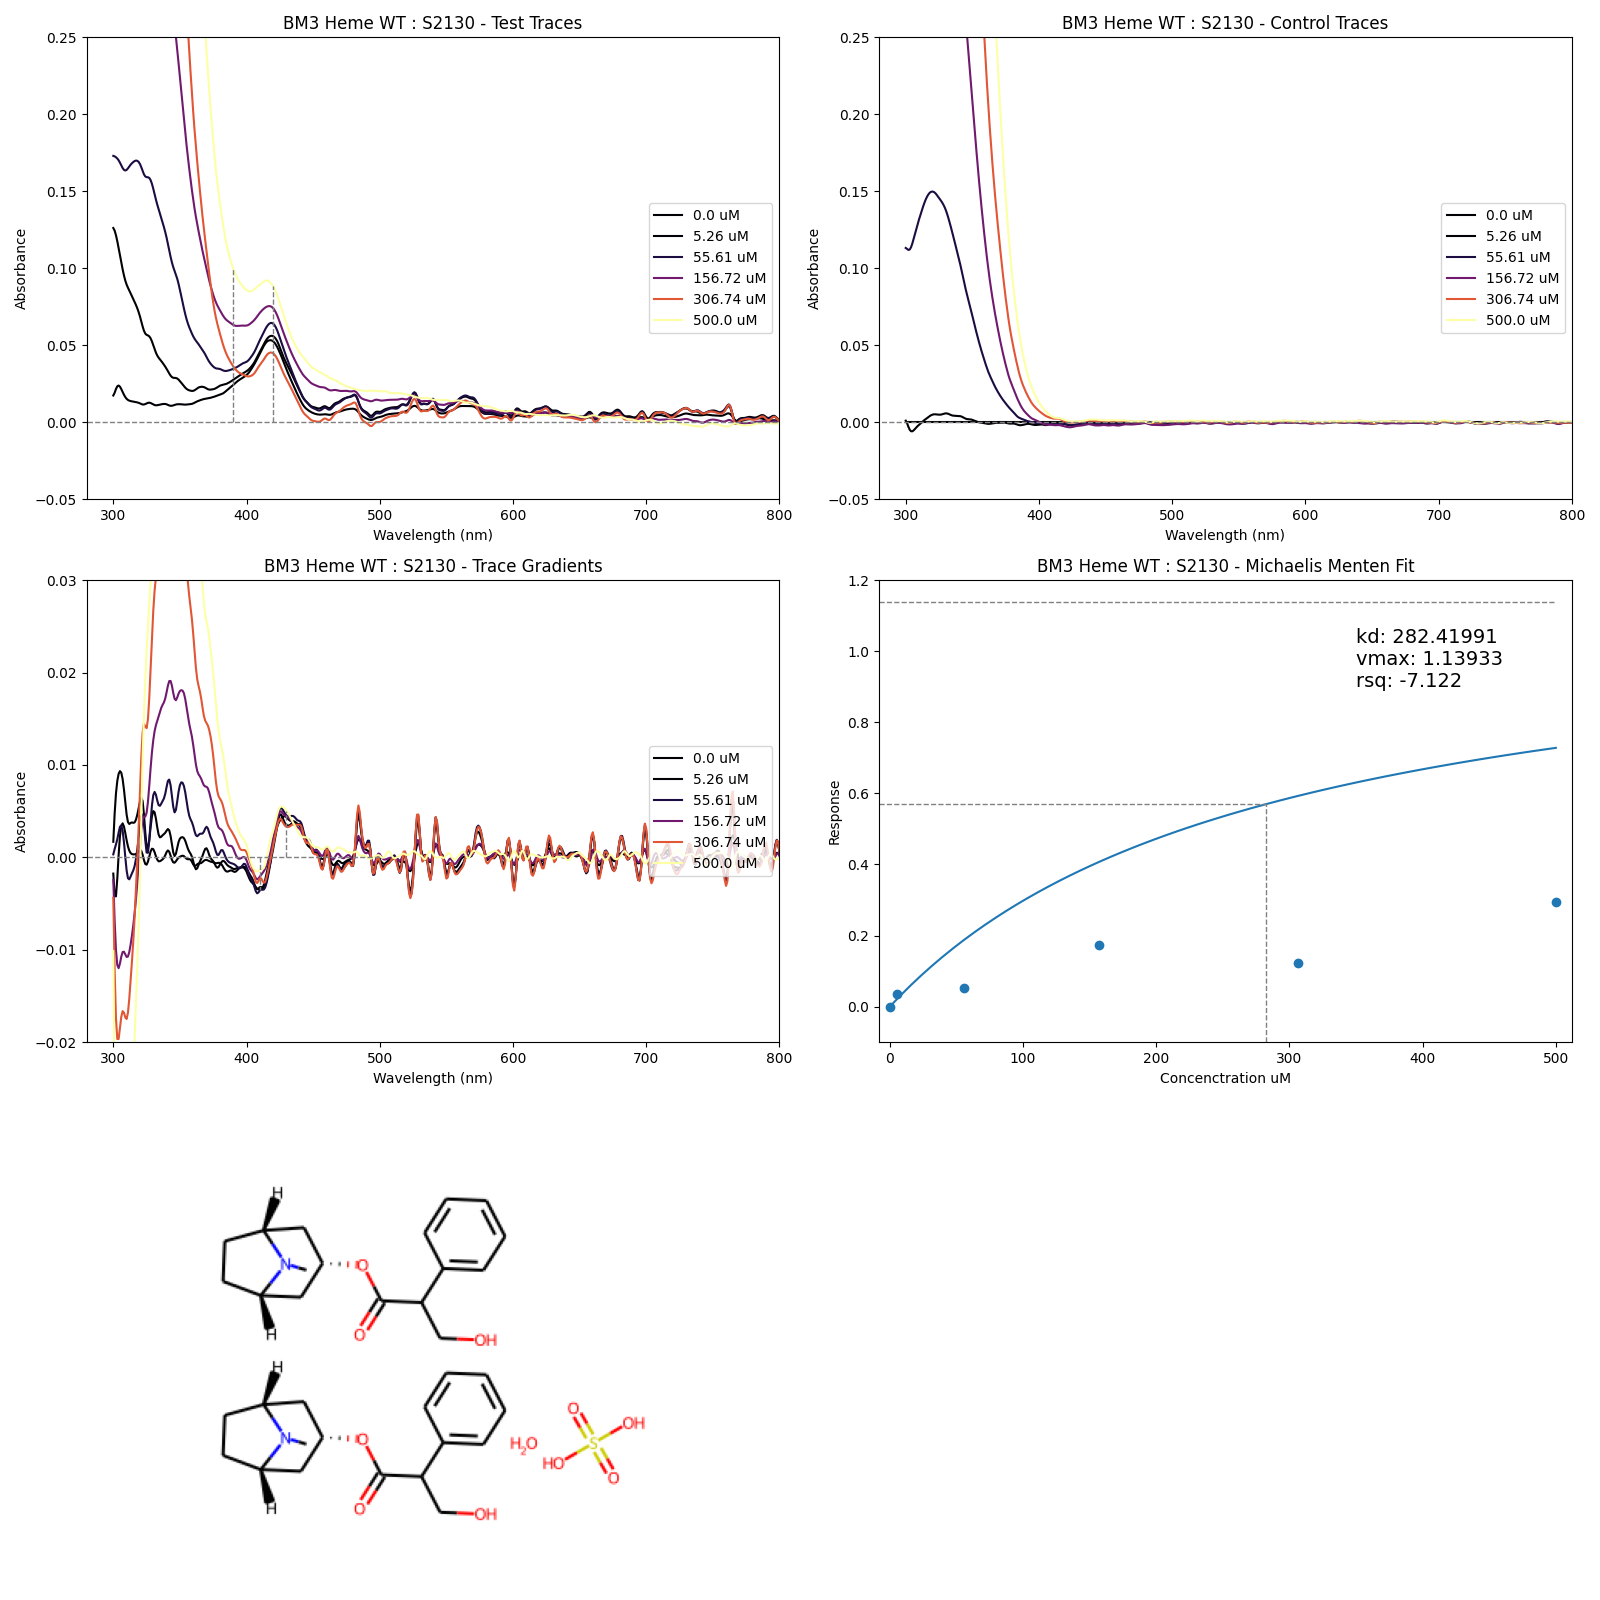 BM3 Heme WT : S2130 - Test Traces
0.25
0.20
0.15
0.10
0.05
0.00
−0.05
Absorbance
300 400 500 600 700 800
Wavelength (nm)
0.0 uM
5.26 uM
55.61 uM
156.72 uM
306.74 uM
500.0 uM
BM3 Heme WT : S2130 - Control Traces
0.25
0.20
0.15
0.10
0.05
0.00
−0.05
Absorbance
300 400 500 600 700 800
Wavelength (nm)
0.0 uM
5.26 uM
55.61 uM
156.72 uM
306.74 uM
500.0 uM
BM3 Heme WT : S2130 - Trace Gradients
0.03
0.02
0.01
0.00
−0.01
−0.02
Absorbance
300 400 500 600 700 800
Wavelength (nm)
0.0 uM
5.26 uM
55.61 uM
156.72 uM
306.74 uM
500.0 uM
BM3 Heme WT : S2130 - Michaelis Menten Fit
1.2
1.0
0.8
0.6
0.4
0.2
0.0
Response
kd: 282.41991
vmax: 1.13933
rsq: -7.122
0 100 200 300 400 500
Concenctration uM
H
N
O
H
O
OH
H
N
O
H
O
OH
H2O
O
OH
S
HO
O